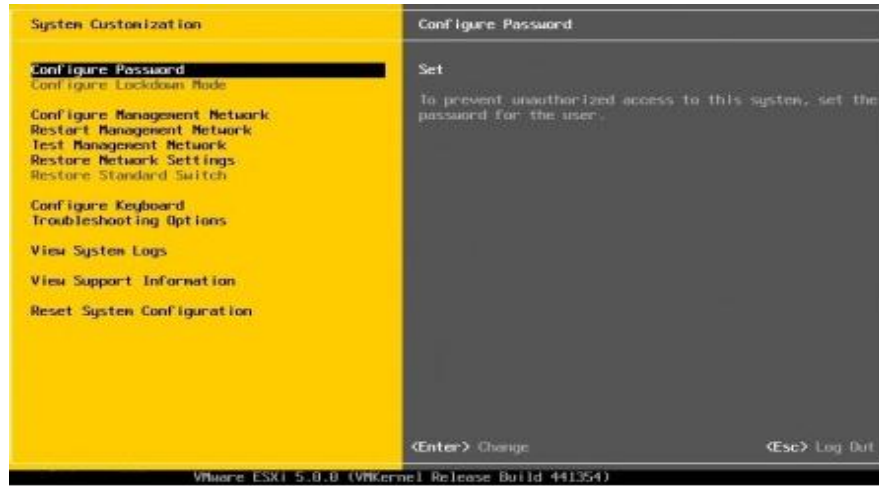 System Customization
Configure Password
Configure Password
Configure Lockdown Mode
Configure Management Network
Restart Management Network
Test Management Network
Restore Network Settings
Restore Standard Switch
Configure Keyboard
Troubleshooting Options
View System Logs
View Support Information
Reset System Configuration
Set
To prevent unauthorized access to this system, set the
password for the user.
<Enter> Change
<Esc> Log Out
VMware ESXi 5.0.0 (VMKernel Release Build 441354)